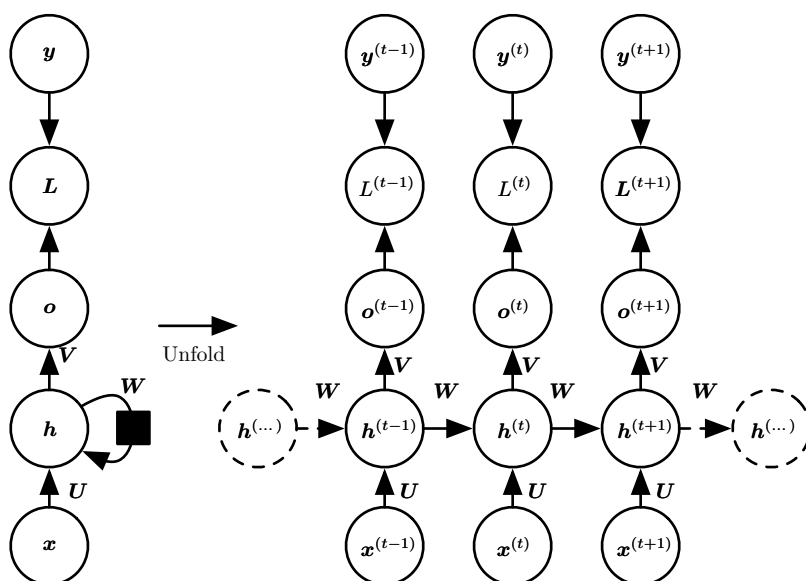 y y^(t−1) y^(t) y^(t+1)
L L^(t−1) L^(t) L^(t+1)
o o^(t−1) o^(t) o^(t+1)
Unfold
V V V V
W W W W W
h h^(...) h^(t−1) h^(t) h^(t+1) h^(...)
U U U U
x x^(t−1) x^(t) x^(t+1)